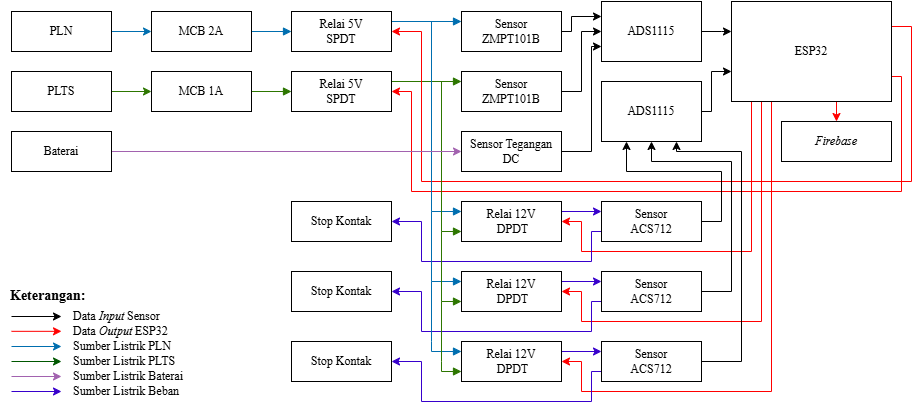 PLN
MCB 2A
Relai 5V
SPDT
Sensor
ZMPT101B
ADS1115
ESP32
PLTS
MCB 1A
Relai 5V
SPDT
Sensor
ZMPT101B
ADS1115
Firebase
Baterai
Sensor Tegangan
DC
Stop Kontak
Relai 12V
DPDT
Sensor
ACS712
Stop Kontak
Relai 12V
DPDT
Sensor
ACS712
Stop Kontak
Relai 12V
DPDT
Sensor
ACS712
Keterangan:
Data Input Sensor
Data Output ESP32
Sumber Listrik PLN
Sumber Listrik PLTS
Sumber Listrik Baterai
Sumber Listrik Beban